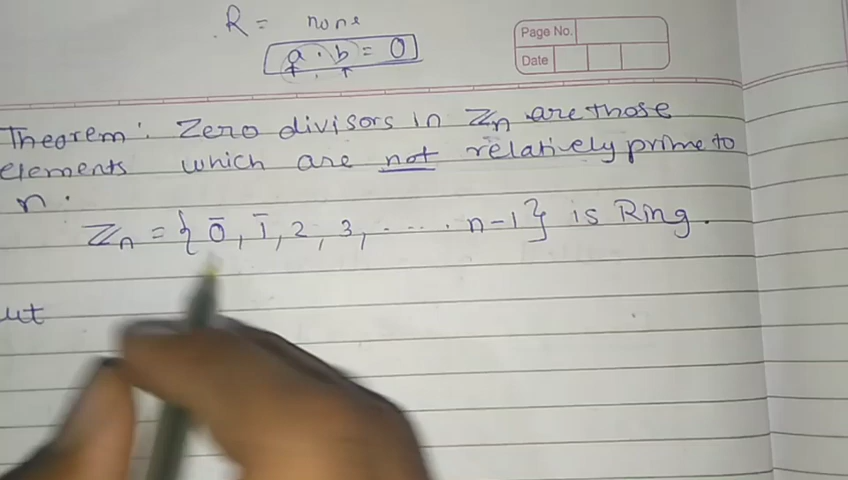 R = none
a · b = 0
Page No.
Date
Theorem : Zero divisors in Zn are those
elements which are not relatively prime to
n.
Zn = { 0̄, 1̄, 2, 3, .... n-1 } is Ring.